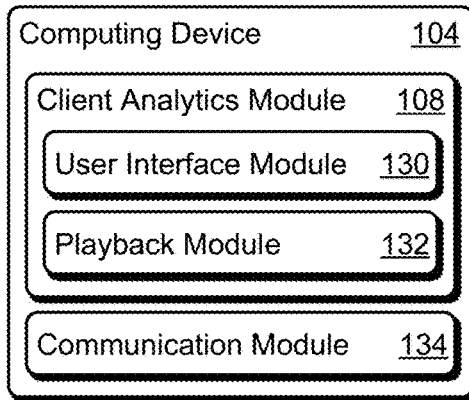 Computing Device 104
Client Analytics Module 108
User Interface Module 130
Playback Module 132
Communication Module 134